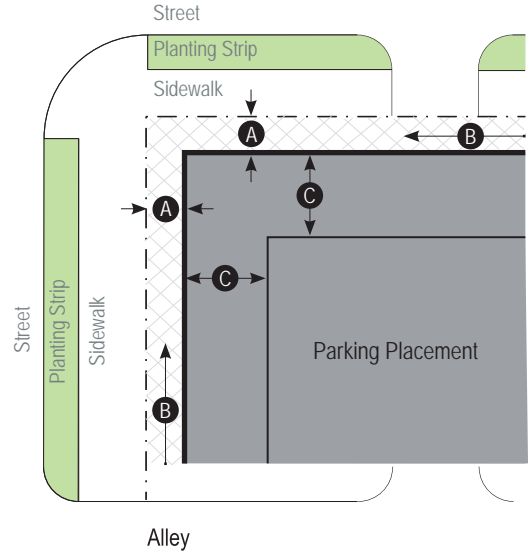 Street
Planting Strip
Sidewalk
A
B
C
A
C
Street
Planting Strip
Sidewalk
Parking Placement
B
Alley